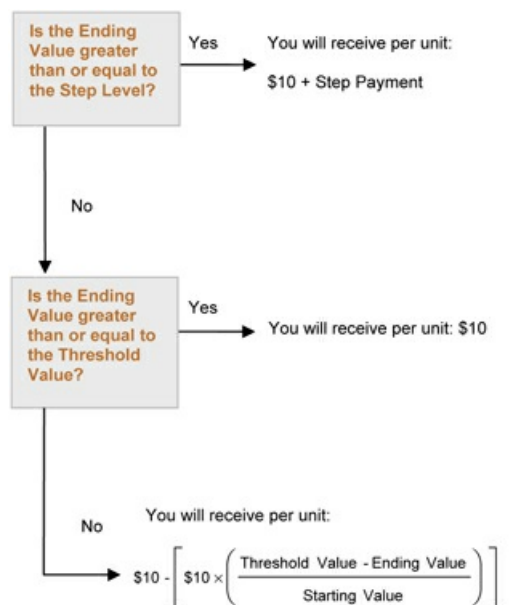 Is the Ending
Value greater
than or equal to
the Step Level?
Yes
You will receive per unit:
$10 + Step Payment
No
Is the Ending
Value greater
than or equal to
the Threshold
Value?
Yes
You will receive per unit: $10
No
You will receive per unit:
$10 - [ $10 × ( Threshold Value - Ending Value
Starting Value ) ]